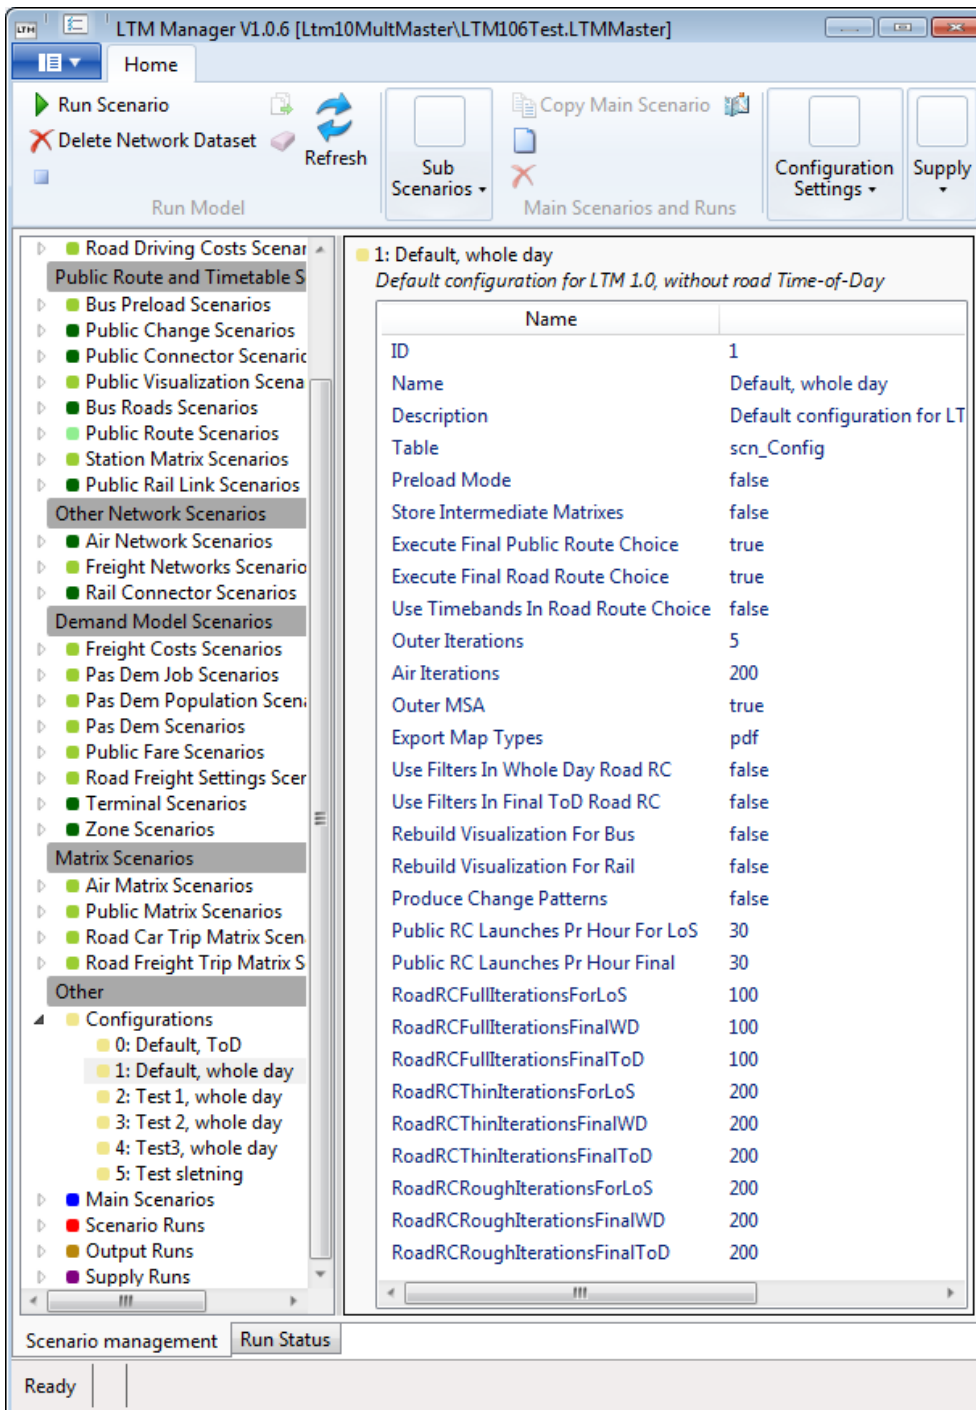 LTM
LTM Manager V1.0.6 [Ltm10MultMaster\LTM106Test.LTMMaster]
Home
Run Scenario
Delete Network Dataset
Refresh
Run Model
Sub Scenarios
Copy Main Scenario
Main Scenarios and Runs
Configuration Settings
Supply
Road Driving Costs Scenar
Public Route and Timetable S
Bus Preload Scenarios
Public Change Scenarios
Public Connector Scenaric
Public Visualization Scena
Bus Roads Scenarios
Public Route Scenarios
Station Matrix Scenarios
Public Rail Link Scenarios
Other Network Scenarios
Air Network Scenarios
Freight Networks Scenario
Rail Connector Scenarios
Demand Model Scenarios
Freight Costs Scenarios
Pas Dem Job Scenarios
Pas Dem Population Scen
Pas Dem Scenarios
Public Fare Scenarios
Road Freight Settings Scer
Terminal Scenarios
Zone Scenarios
Matrix Scenarios
Air Matrix Scenarios
Public Matrix Scenarios
Road Car Trip Matrix Scen
Road Freight Trip Matrix S
Other
Configurations
0: Default, ToD
1: Default, whole day
2: Test 1, whole day
3: Test 2, whole day
4: Test3, whole day
5: Test sletning
Main Scenarios
Scenario Runs
Output Runs
Supply Runs
1: Default, whole day
Default configuration for LTM 1.0, without road Time-of-Day
Name
ID 1
Name Default, whole day
Description Default configuration for LT
Table scn_Config
Preload Mode false
Store Intermediate Matrixes false
Execute Final Public Route Choice true
Execute Final Road Route Choice true
Use Timebands In Road Route Choice false
Outer Iterations 5
Air Iterations 200
Outer MSA true
Export Map Types pdf
Use Filters In Whole Day Road RC false
Use Filters In Final ToD Road RC false
Rebuild Visualization For Bus false
Rebuild Visualization For Rail false
Produce Change Patterns false
Public RC Launches Pr Hour For LoS 30
Public RC Launches Pr Hour Final 30
RoadRCFullIterationsForLoS 100
RoadRCFullIterationsFinalWD 100
RoadRCFullIterationsFinalToD 100
RoadRCThinIterationsForLoS 200
RoadRCThinIterationsFinalWD 200
RoadRCThinIterationsFinalToD 200
RoadRCRoughIterationsForLoS 200
RoadRCRoughIterationsFinalWD 200
RoadRCRoughIterationsFinalToD 200
Scenario management
Run Status
Ready